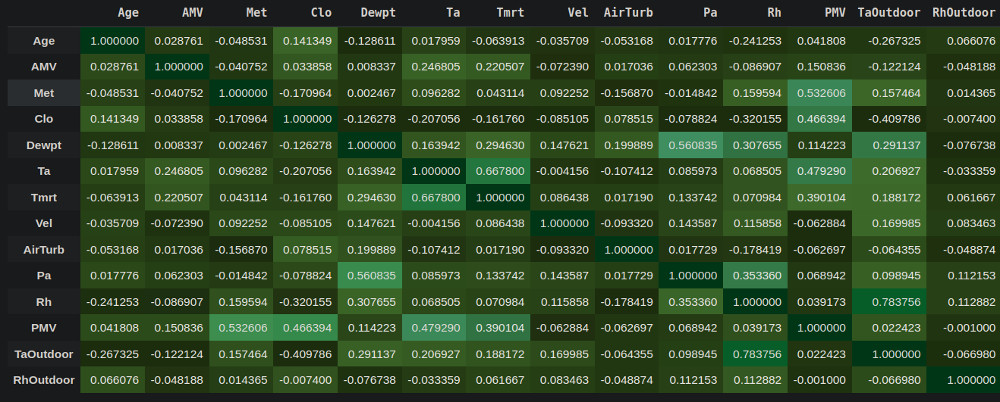 Age AMV Met Clo Dewpt Ta Tmrt Vel AirTurb Pa Rh PMV TaOutdoor RhOutdoor
Age 1.000000 0.028761 -0.048531 0.141349 -0.128611 0.017959 -0.063913 -0.035709 -0.053168 0.017776 -0.241253 0.041808 -0.267325 0.066076
AMV 0.028761 1.000000 -0.040752 0.033858 0.008337 0.246805 0.220507 -0.072390 0.017036 0.062303 -0.086907 0.150836 -0.122124 -0.048188
Met -0.048531 -0.040752 1.000000 -0.170964 0.002467 0.096282 0.043114 0.092252 -0.156870 -0.014842 0.159594 0.532606 0.157464 0.014365
Clo 0.141349 0.033858 -0.170964 1.000000 -0.126278 -0.207056 -0.161760 -0.085105 0.078515 -0.078824 -0.320155 0.466394 -0.409786 -0.007400
Dewpt -0.128611 0.008337 0.002467 -0.126278 1.000000 0.163942 0.294630 0.147621 0.199889 0.560835 0.307655 0.114223 0.291137 -0.076738
Ta 0.017959 0.246805 0.096282 -0.207056 0.163942 1.000000 0.667800 -0.004156 -0.107412 0.085973 0.068505 0.479290 0.206927 -0.033359
Tmrt -0.063913 0.220507 0.043114 -0.161760 0.294630 0.667800 1.000000 0.086438 0.017190 0.133742 0.070984 0.390104 0.188172 0.061667
Vel -0.035709 -0.072390 0.092252 -0.085105 0.147621 -0.004156 0.086438 1.000000 -0.093320 0.143587 0.115858 -0.062884 0.169985 0.083463
AirTurb -0.053168 0.017036 -0.156870 0.078515 0.199889 -0.107412 0.017190 -0.093320 1.000000 0.017729 -0.178419 -0.062697 -0.064355 -0.048874
Pa 0.017776 0.062303 -0.014842 -0.078824 0.560835 0.085973 0.133742 0.143587 0.017729 1.000000 0.353360 0.068942 0.098945 0.112153
Rh -0.241253 -0.086907 0.159594 -0.320155 0.307655 0.068505 0.070984 0.115858 -0.178419 0.353360 1.000000 0.039173 0.783756 0.112882
PMV 0.041808 0.150836 0.532606 0.466394 0.114223 0.479290 0.390104 -0.062884 -0.062697 0.068942 0.039173 1.000000 0.022423 -0.001000
TaOutdoor -0.267325 -0.122124 0.157464 -0.409786 0.291137 0.206927 0.188172 0.169985 -0.064355 0.098945 0.783756 0.022423 1.000000 -0.066980
RhOutdoor 0.066076 -0.048188 0.014365 -0.007400 -0.076738 -0.033359 0.061667 0.083463 -0.048874 0.112153 0.112882 -0.001000 -0.066980 1.000000